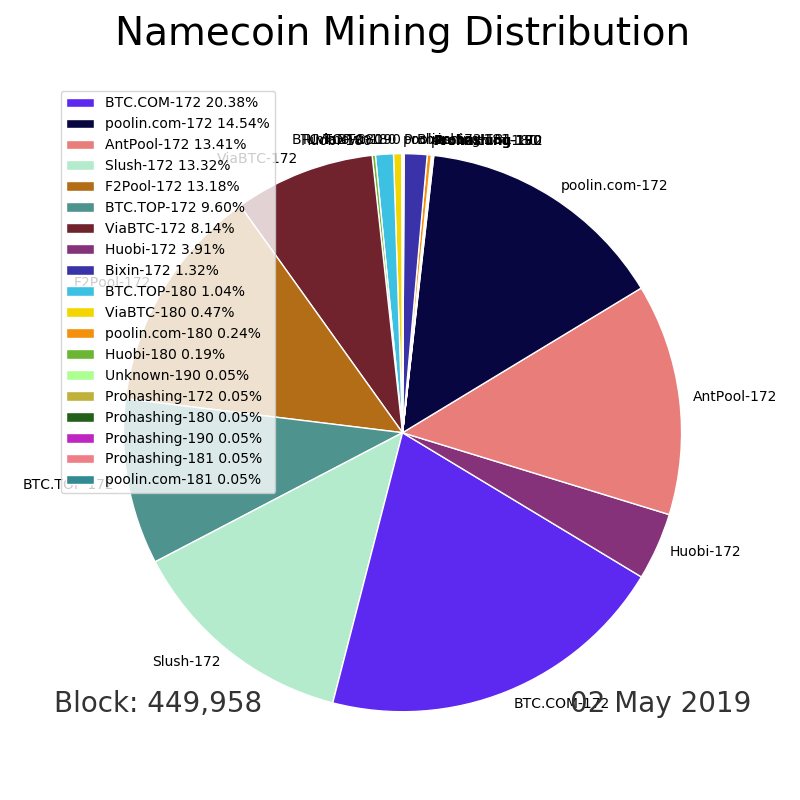 Namecoin Mining Distribution
BTC.COM-172 20.38%
poolin.com-172 14.54%
AntPool-172 13.41%
Slush-172 13.32%
F2Pool-172 13.18%
BTC.TOP-172 9.60%
ViaBTC-172 8.14%
Huobi-172 3.91%
Bixin-172 1.32%
BTC.TOP-180 1.04%
ViaBTC-180 0.47%
poolin.com-180 0.24%
Huobi-180 0.19%
Unknown-190 0.05%
Prohashing-172 0.05%
Prohashing-180 0.05%
Prohashing-190 0.05%
Prohashing-181 0.05%
poolin.com-181 0.05%
ViaBTC-172
poolin.com-172
F2Pool-172
AntPool-172
BTC.TOP-172
Huobi-172
Slush-172
BTC.COM-172
Block: 449,958
02 May 2019